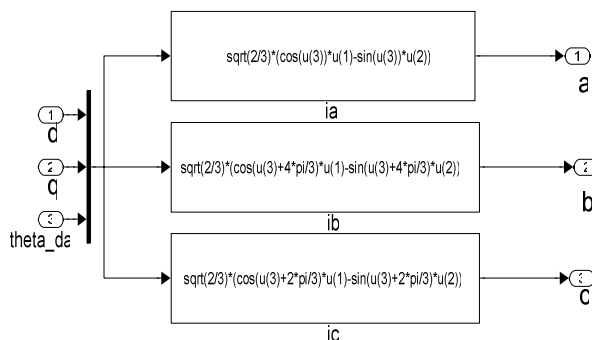 sqrt(2/3)*(cos(u(3))*u(1)-sin(u(3))*u(2))
1
a
ia
1
d
2
q
3
theta_da
sqrt(2/3)*(cos(u(3)+4*pi/3)*u(1)-sin(u(3)+4*pi/3)*u(2))
2
b
ib
sqrt(2/3)*(cos(u(3)+2*pi/3)*u(1)-sin(u(3)+2*pi/3)*u(2))
3
c
ic